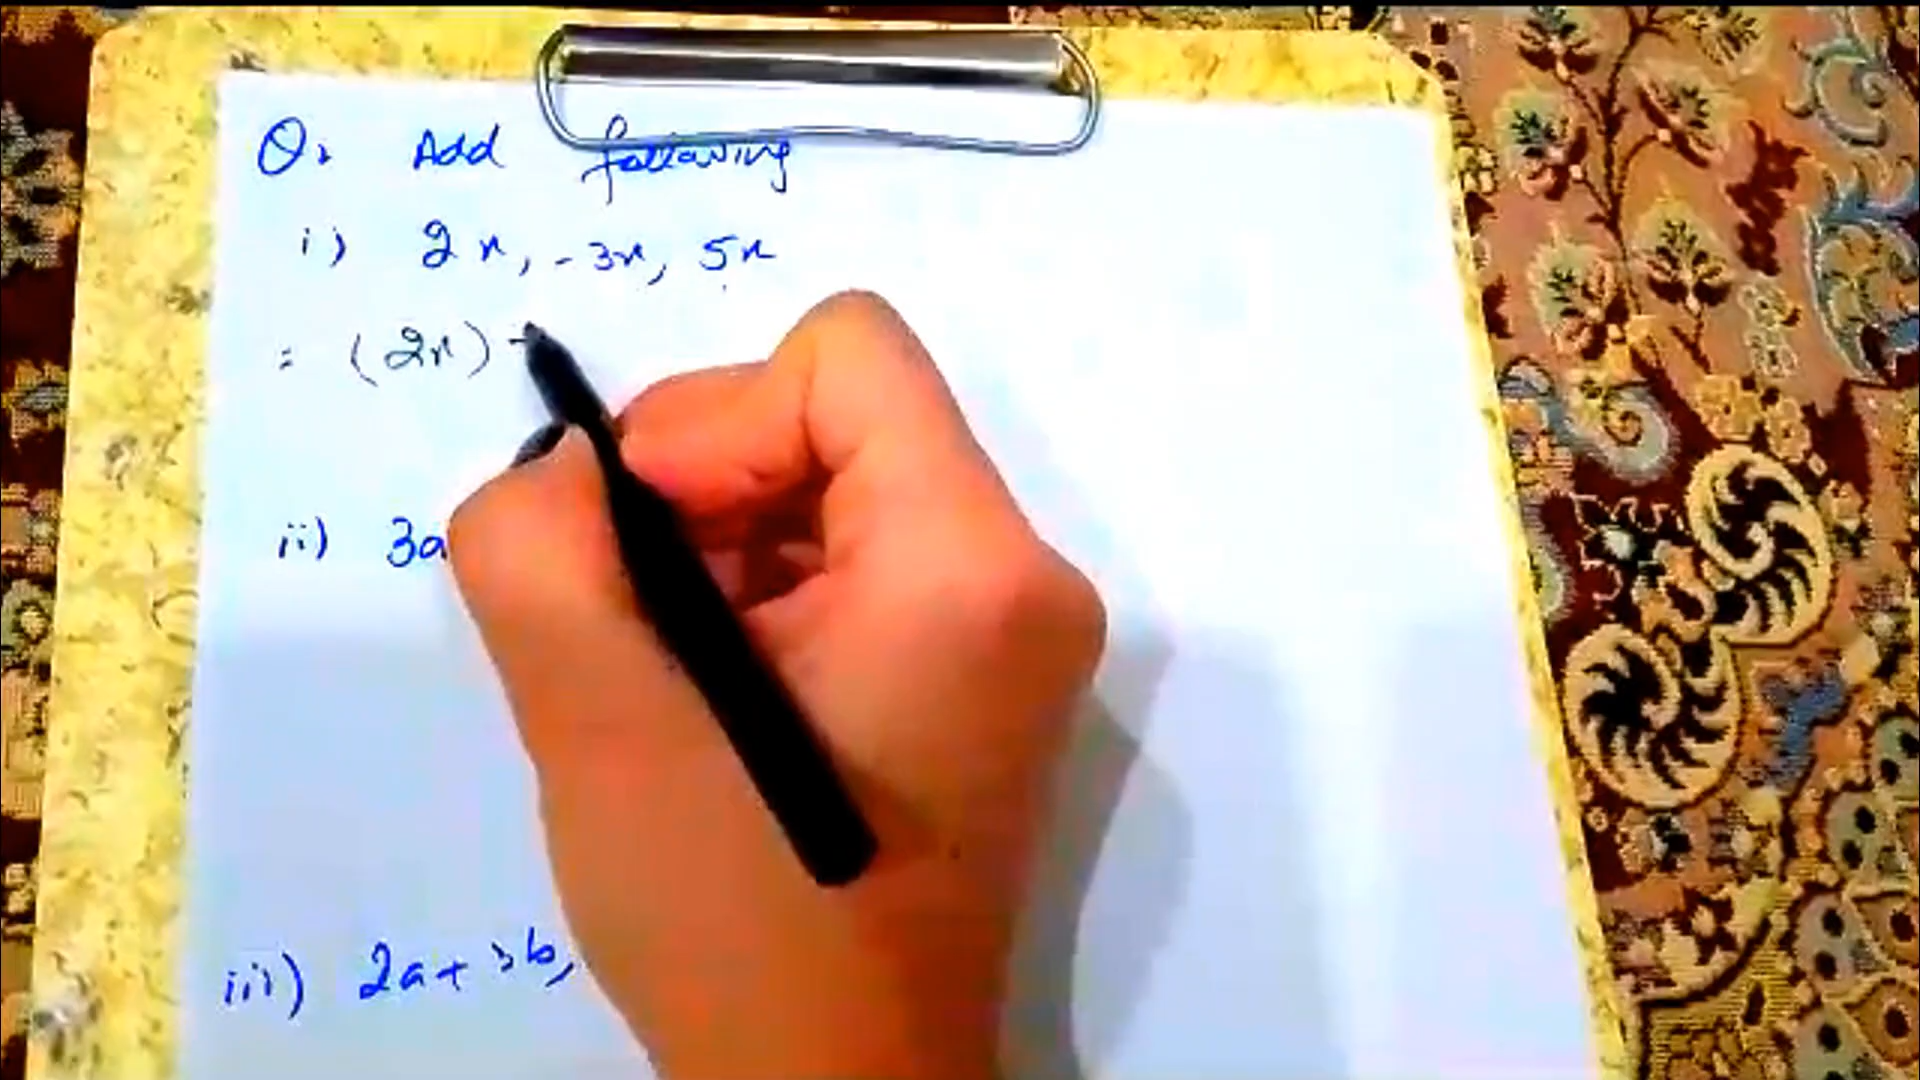 Q. Add following
i) 2x, -3x, 5x
= (2x) +
ii) 3a
iii) 2a + 3b,